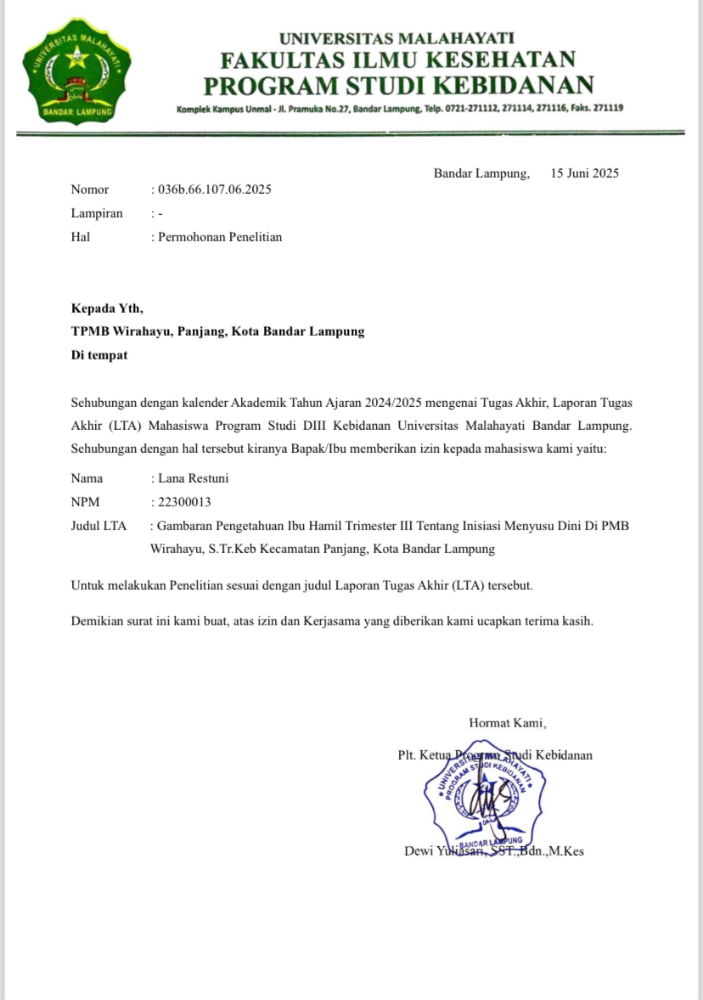 UNIVERSITAS MALAHAYATI
BANDAR LAMPUNG
UNIVERSITAS MALAHAYATI
FAKULTAS ILMU KESEHATAN
PROGRAM STUDI KEBIDANAN
Komplek Kampus Unmal - Jl. Pramuka No.27, Bandar Lampung, Telp. 0721-271112, 271114, 271116, Faks. 271119
Bandar Lampung, 15 Juni 2025
Nomor : 036b.66.107.06.2025
Lampiran : -
Hal : Permohonan Penelitian
Kepada Yth,
TPMB Wirahayu, Panjang, Kota Bandar Lampung
Di tempat
Sehubungan dengan kalender Akademik Tahun Ajaran 2024/2025 mengenai Tugas Akhir, Laporan Tugas
Akhir (LTA) Mahasiswa Program Studi DIII Kebidanan Universitas Malahayati Bandar Lampung.
Sehubungan dengan hal tersebut kiranya Bapak/Ibu memberikan izin kepada mahasiswa kami yaitu:
Nama : Lana Restuni
NPM : 22300013
Judul LTA : Gambaran Pengetahuan Ibu Hamil Trimester III Tentang Inisiasi Menyusu Dini Di PMB
Wirahayu, S.Tr.Keb Kecamatan Panjang, Kota Bandar Lampung
Untuk melakukan Penelitian sesuai dengan judul Laporan Tugas Akhir (LTA) tersebut.
Demikian surat ini kami buat, atas izin dan Kerjasama yang diberikan kami ucapkan terima kasih.
Hormat Kami,
Plt. Ketua Program Studi Kebidanan
UNIVERSITAS MALAHAYATI
PROGRAM STUDI KEBIDANAN
BANDAR LAMPUNG
Dewi Yuliasari, SST.,Bdn.,M.Kes